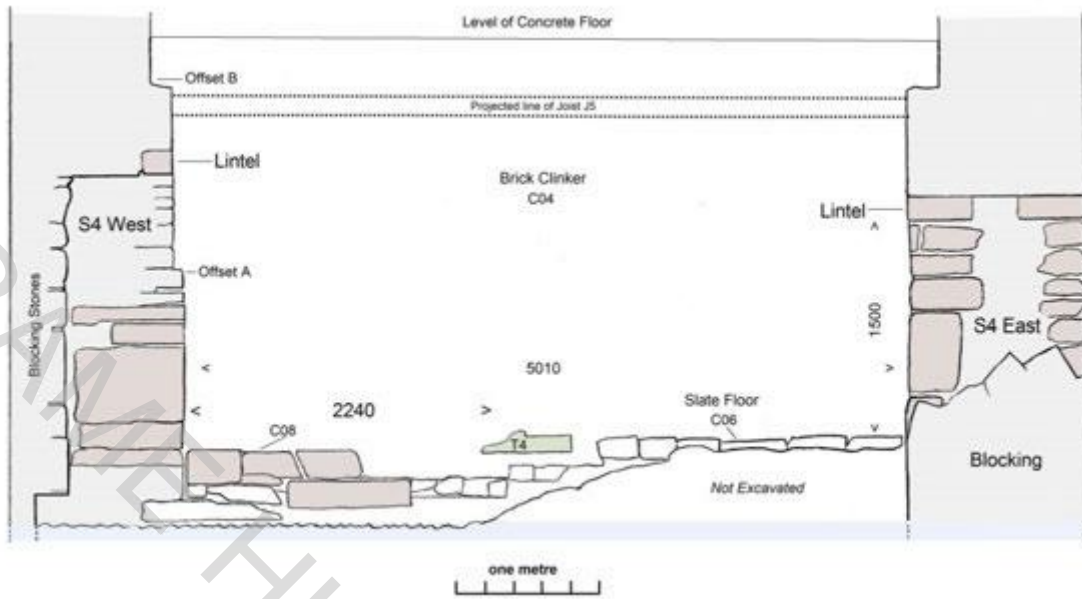 Level of Concrete Floor
Offset B
Projected line of Joist J5
Lintel
Brick Clinker
C04
S4 West
Lintel
Offset A
Blocking Stones
1500
S4 East
5010
2240
Slate Floor
C06
C08
T4
Blocking
Not Excavated
one metre